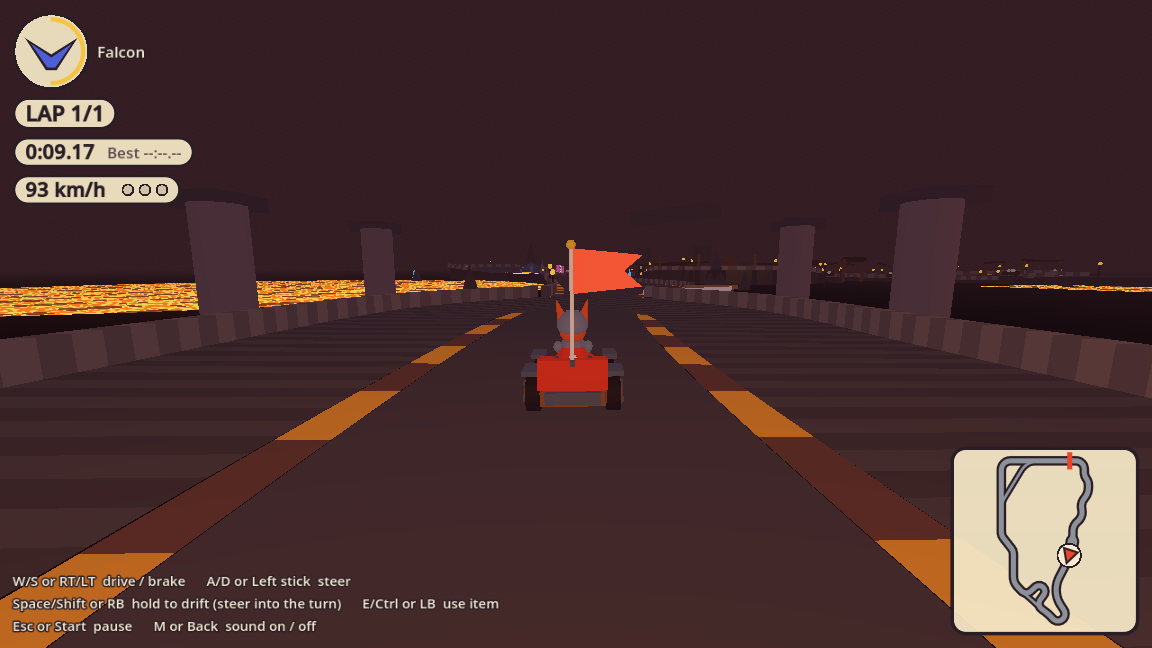 Falcon
LAP 1/1
0:09.17 Best --:--.--
93 km/h
W/S or RT/LT drive / brake A/D or Left stick steer
Space/Shift or RB hold to drift (steer into the turn) E/Ctrl or LB use item
Esc or Start pause M or Back sound on / off